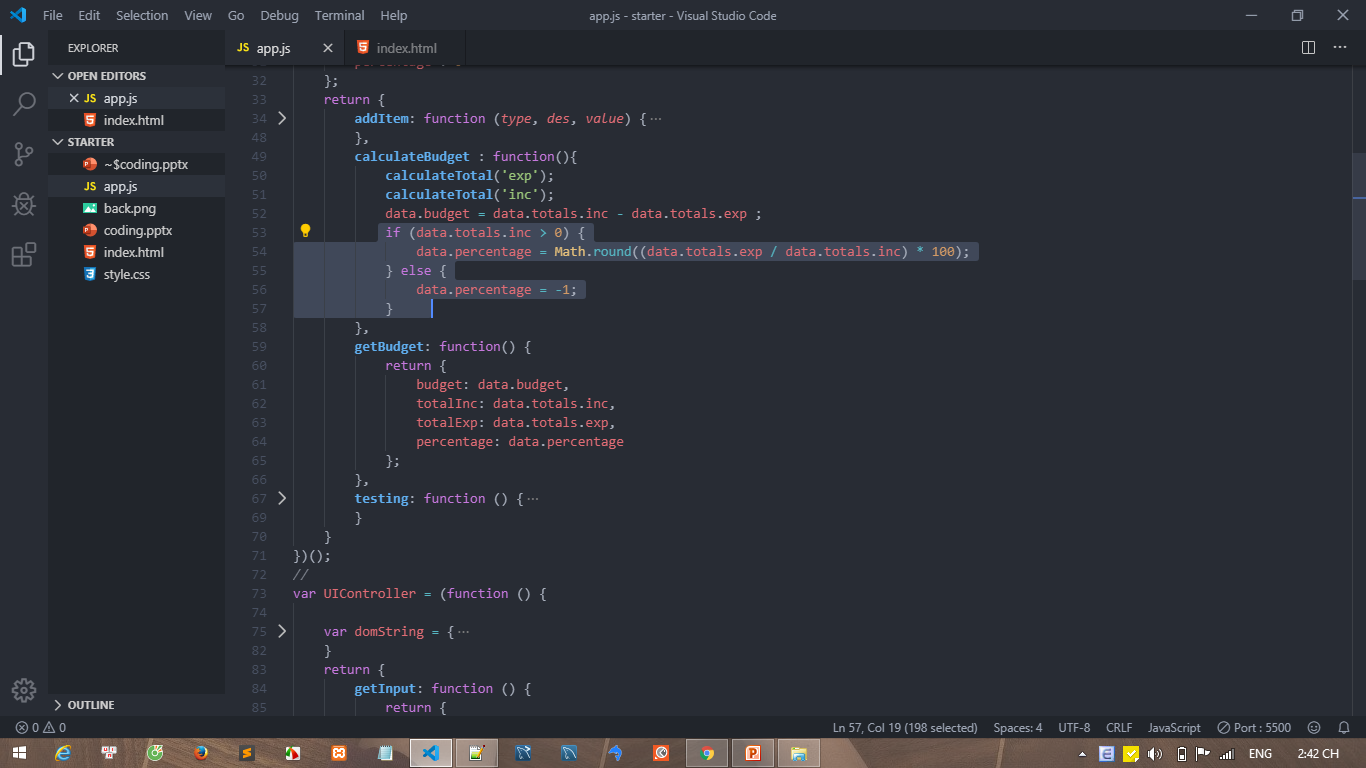 File Edit Selection View Go Debug Terminal Help
app.js - starter - Visual Studio Code
EXPLORER
JS app.js
index.html
OPEN EDITORS
JS app.js
index.html
STARTER
~$coding.pptx
JS app.js
back.png
coding.pptx
index.html
style.css
OUTLINE
32 };
33 return {
34 addItem: function (type, des, value) {···
48 },
49 calculateBudget : function(){
50 calculateTotal('exp');
51 calculateTotal('inc');
52 data.budget = data.totals.inc - data.totals.exp ;
53 if (data.totals.inc > 0) {
54 data.percentage = Math.round((data.totals.exp / data.totals.inc) * 100);
55 } else {
56 data.percentage = -1;
57 }
58 },
59 getBudget: function() {
60 return {
61 budget: data.budget,
62 totalInc: data.totals.inc,
63 totalExp: data.totals.exp,
64 percentage: data.percentage
65 };
66 },
67 testing: function () {···
69 }
70 }
71 })();
72 //
73 var UIController = (function () {
74
75 var domString = {···
82 }
83 return {
84 getInput: function () {
85 return {
0 0
Ln 57, Col 19 (198 selected) Spaces: 4 UTF-8 CRLF JavaScript Port : 5500
ENG 2:42 CH